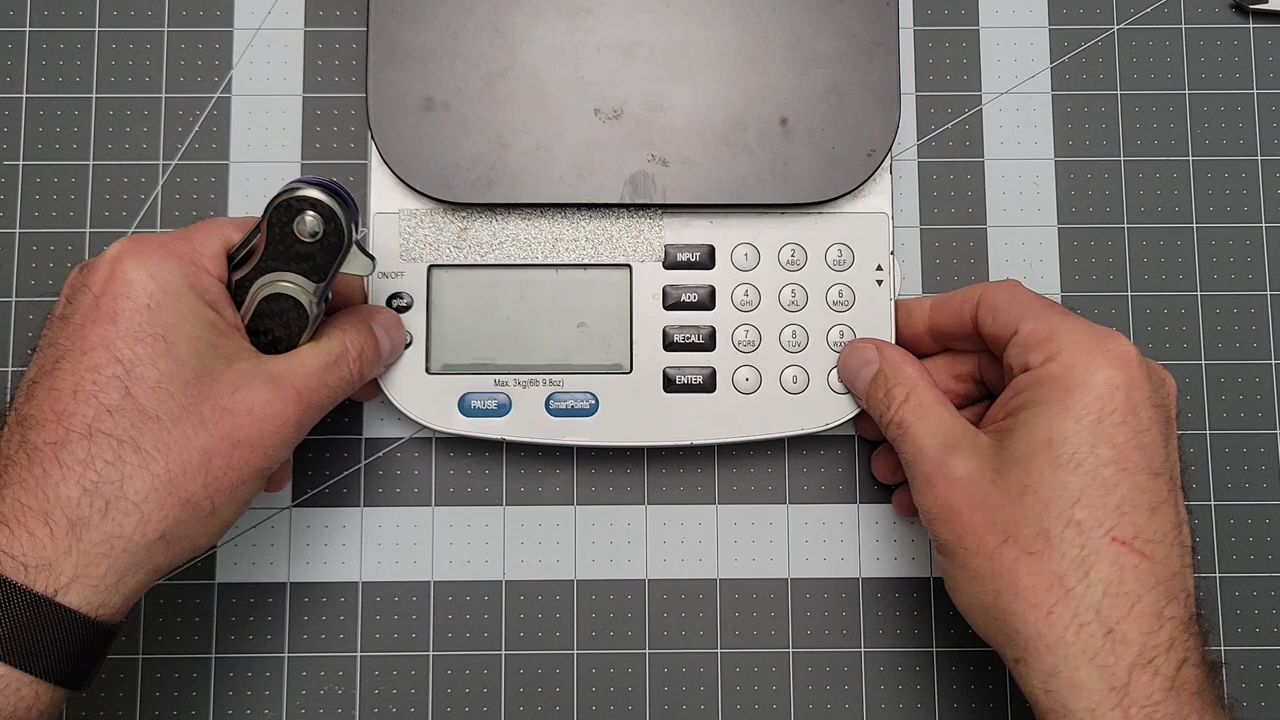 ON/OFF
g/oz
Max. 3kg(6lb 9.8oz)
PAUSE
SmartPoints™
INPUT
1
2
ABC
3
DEF
ADD
4
GHI
5
JKL
6
MNO
RECALL
7
PQRS
8
TUV
9
ENTER
0